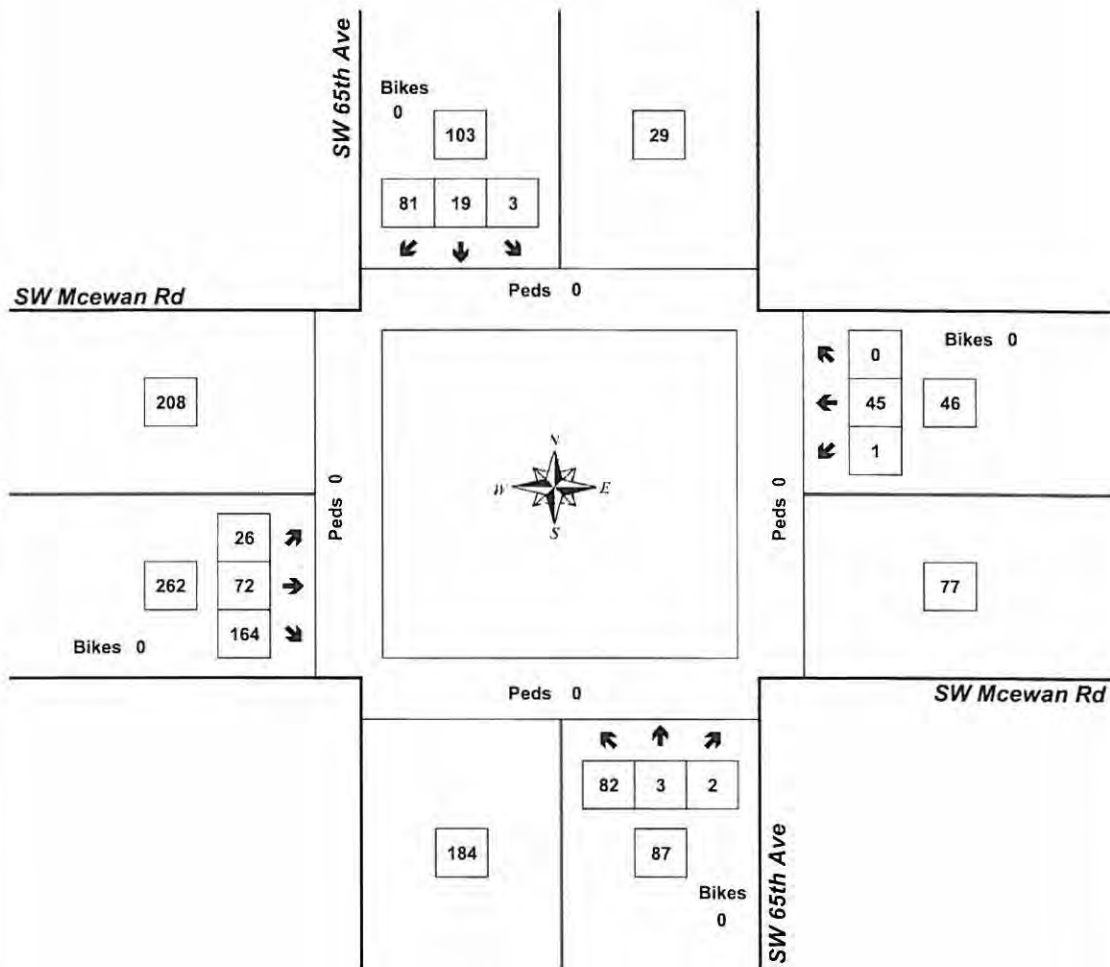 SW 65th Ave
Bikes
0
103
29
81 19 3
Peds 0
SW Mcewan Rd
208
0
45
1
Bikes 0
46
N
W E
S
Peds 0
Peds 0
26
72
164
262
Bikes 0
77
Peds 0
SW Mcewan Rd
82 3 2
184
87
Bikes
0
SW 65th Ave